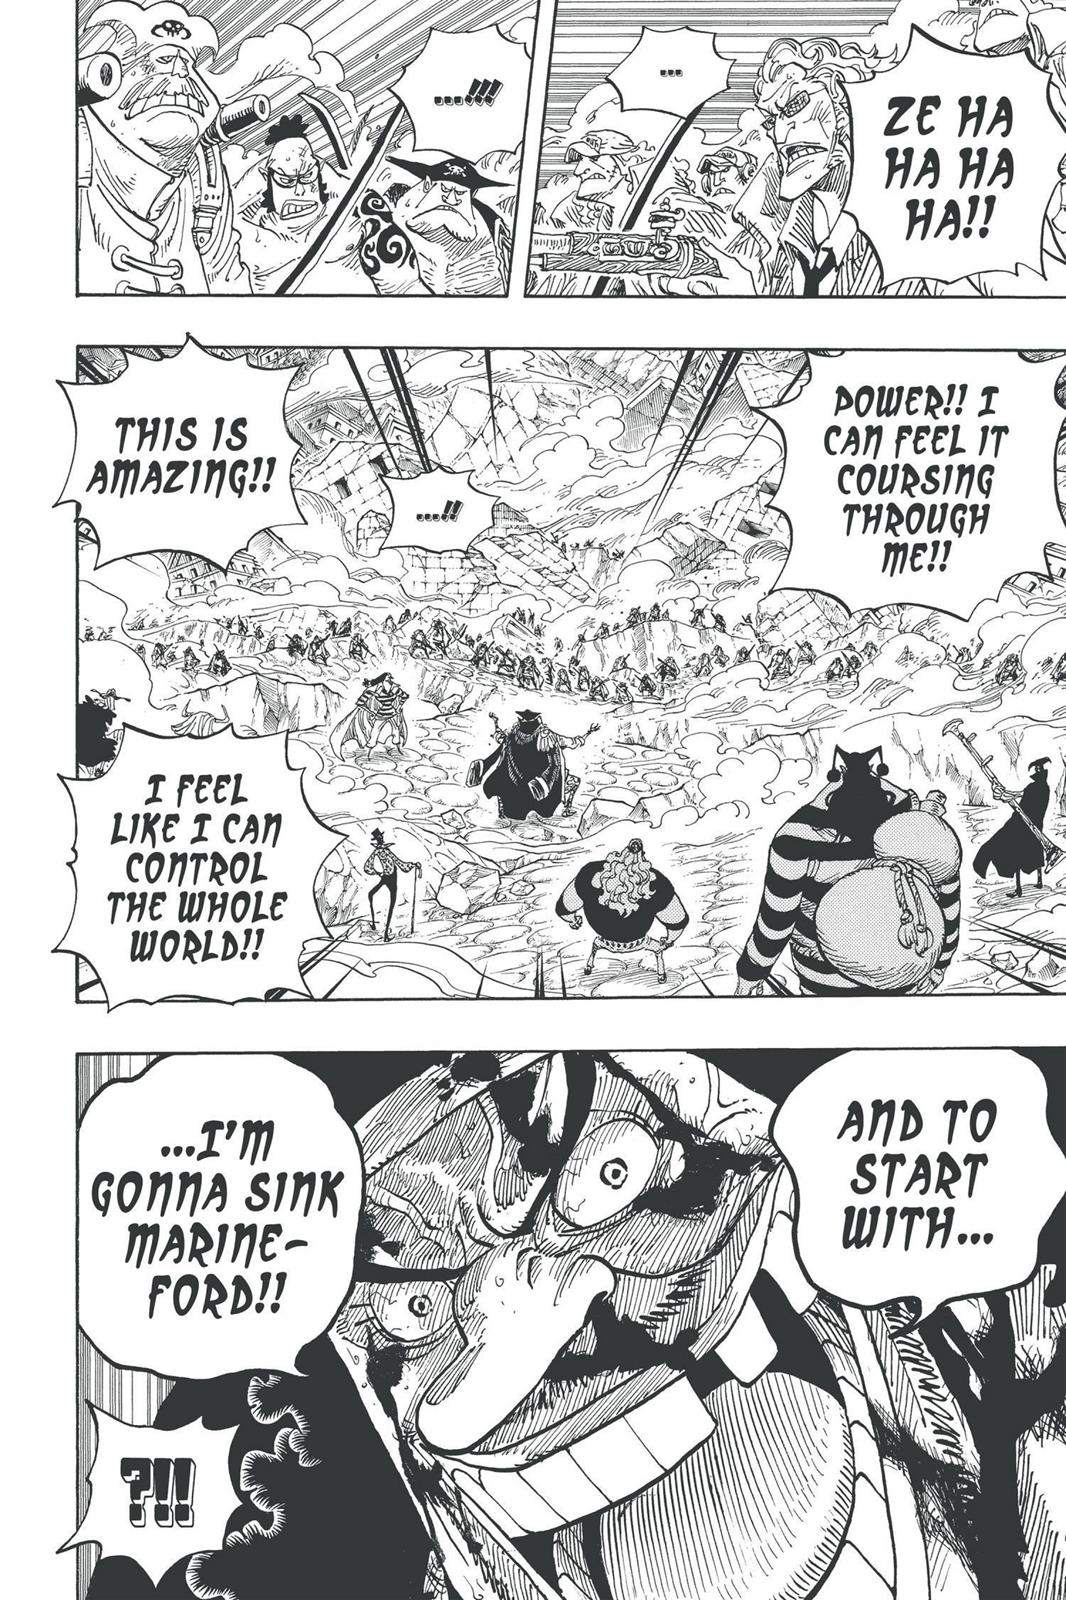 ZE HA
HA HA
HA!!
...
....!!!
POWER!! I
CAN FEEL IT
COURSING
THROUGH
ME!!
....!!
THIS IS
AMAZING!!
I FEEL
LIKE I CAN
CONTROL
THE WHOLE
WORLD!!
AND TO
START
WITH...
...I'M
GONNA SINK
MARINE-
FORD!!
?!!